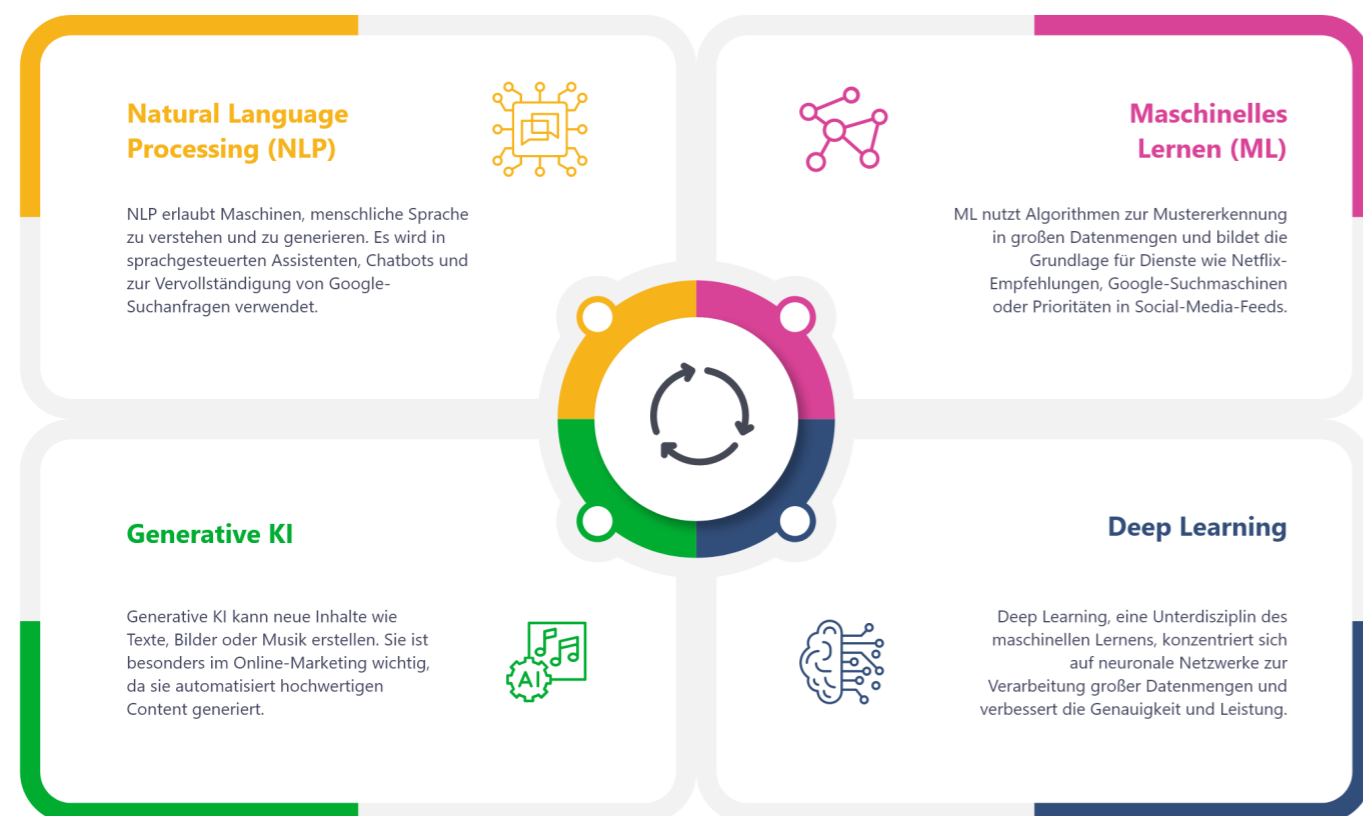 Natural Language
Processing (NLP)
NLP erlaubt Maschinen, menschliche Sprache
zu verstehen und zu generieren. Es wird in
sprachgesteuerten Assistenten, Chatbots und
zur Vervollständigung von Google-
Suchanfragen verwendet.
Maschinelles
Lernen (ML)
ML nutzt Algorithmen zur Mustererkennung
in großen Datenmengen und bildet die
Grundlage für Dienste wie Netflix-
Empfehlungen, Google-Suchmaschinen
oder Prioritäten in Social-Media-Feeds.
Generative KI
Generative KI kann neue Inhalte wie
Texte, Bilder oder Musik erstellen. Sie ist
besonders im Online-Marketing wichtig,
da sie automatisiert hochwertigen
Content generiert.
AI
Deep Learning
Deep Learning, eine Unterdisziplin des
maschinellen Lernens, konzentriert sich
auf neuronale Netzwerke zur
Verarbeitung großer Datenmengen und
verbessert die Genauigkeit und Leistung.